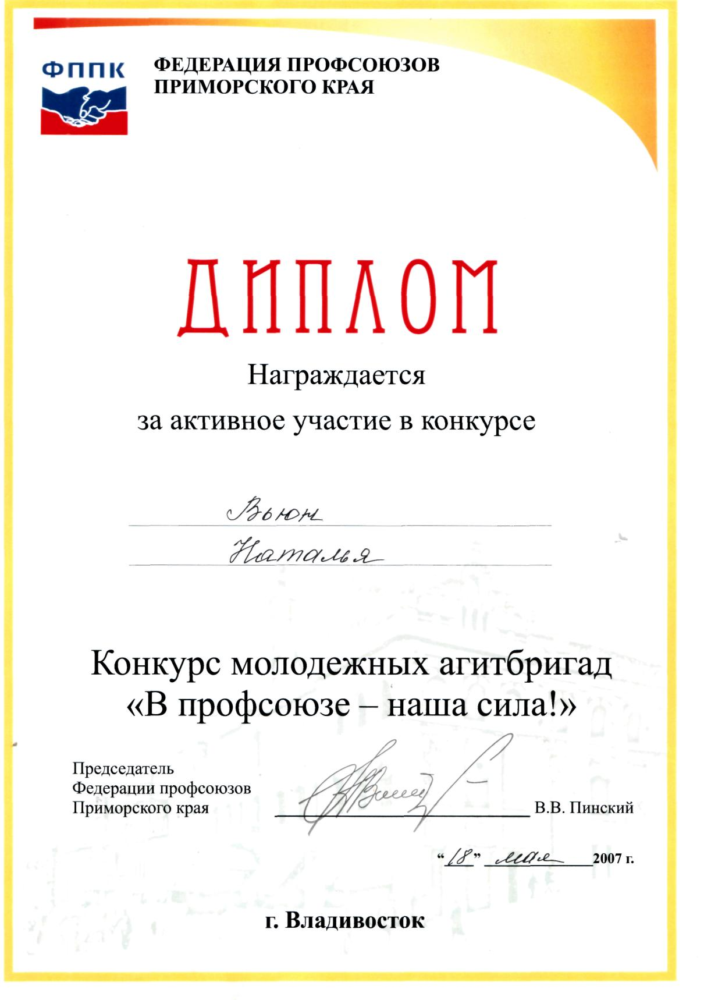 ФППК
ФЕДЕРАЦИЯ ПРОФСОЮЗОВ
ПРИМОРСКОГО КРАЯ
ДИПЛОМ
Награждается
за активное участие в конкурсе
Вьюн
Наталья
Конкурс молодежных агитбригад
«В профсоюзе – наша сила!»
Председатель
Федерации профсоюзов
Приморского края В.В. Пинский
“18” мая 2007 г.
г. Владивосток